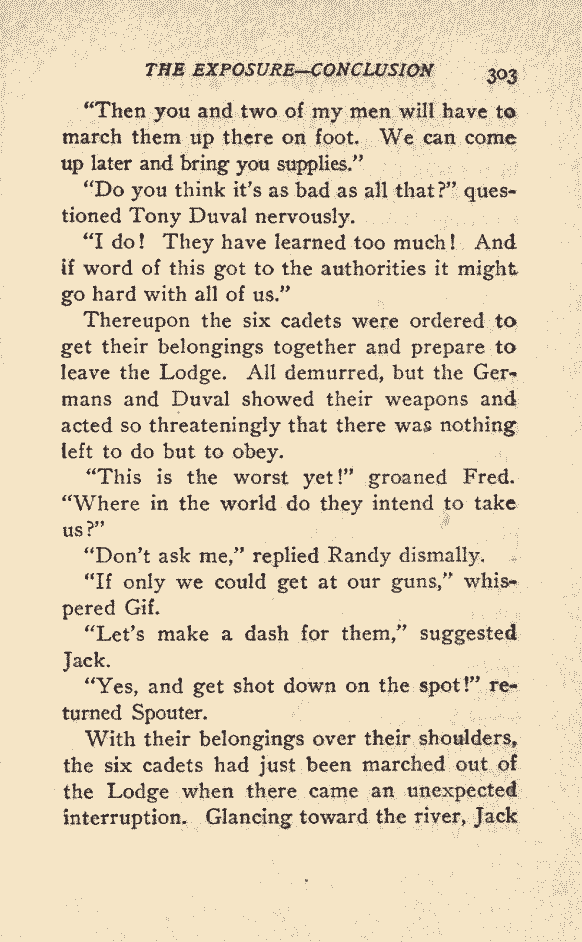 THE EXPOSURE—CONCLUSION 303
“Then you and two of my men will have to
march them up there on foot. We can come
up later and bring you supplies.”
“Do you think it’s as bad as all that?” ques-
tioned Tony Duval nervously.
“I do! They have learned too much! And
if word of this got to the authorities it might
go hard with all of us.”
Thereupon the six cadets were ordered to
get their belongings together and prepare to
leave the Lodge. All demurred, but the Ger-
mans and Duval showed their weapons and
acted so threateningly that there was nothing
left to do but to obey.
“This is the worst yet!” groaned Fred.
“Where in the world do they intend to take
us?”
“Don’t ask me,” replied Randy dismally.
“If only we could get at our guns,” whis-
pered Gif.
“Let’s make a dash for them,” suggested
Jack.
“Yes, and get shot down on the spot!” re-
turned Spouter.
With their belongings over their shoulders,
the six cadets had just been marched out of
the Lodge when there came an unexpected
interruption. Glancing toward the river, Jack